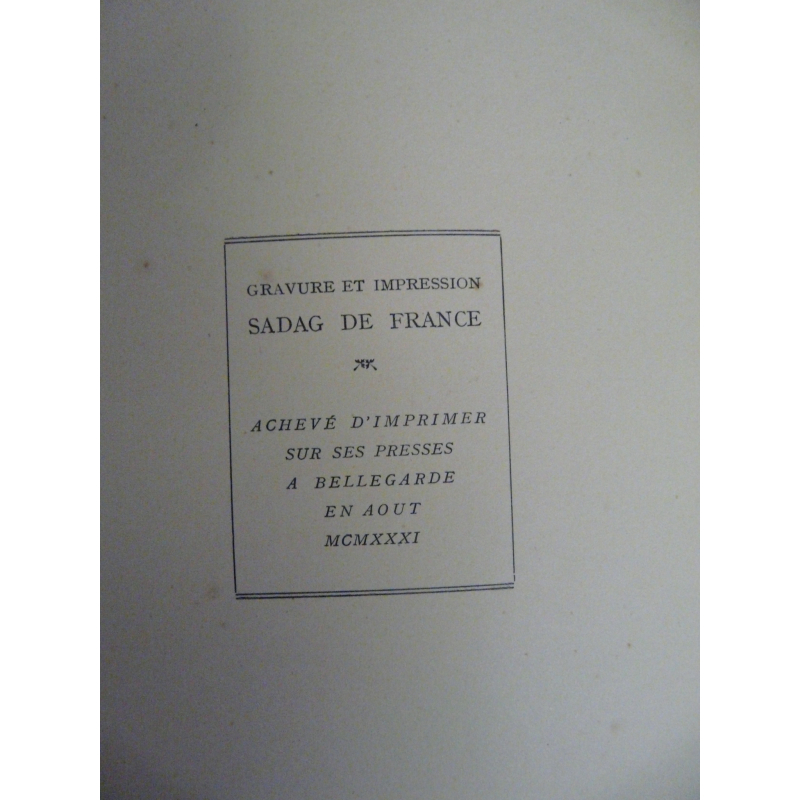 GRAVURE ET IMPRESSION
SADAG DE FRANCE
ACHEVÉ D'IMPRIMER
SUR SES PRESSES
A BELLEGARDE
EN AOUT
MCMXXXI